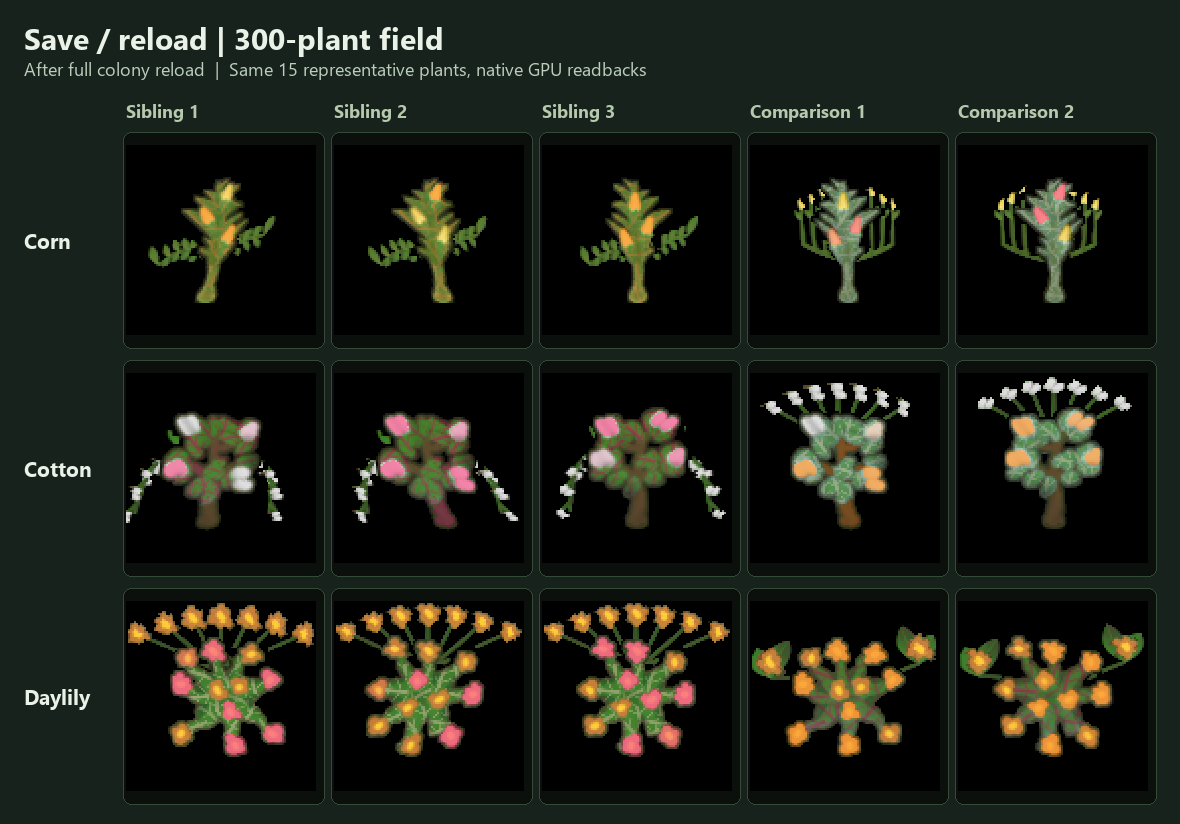 Save / reload | 300-plant field
After full colony reload | Same 15 representative plants, native GPU readbacks
Sibling 1 Sibling 2 Sibling 3 Comparison 1 Comparison 2
Corn
Cotton
Daylily